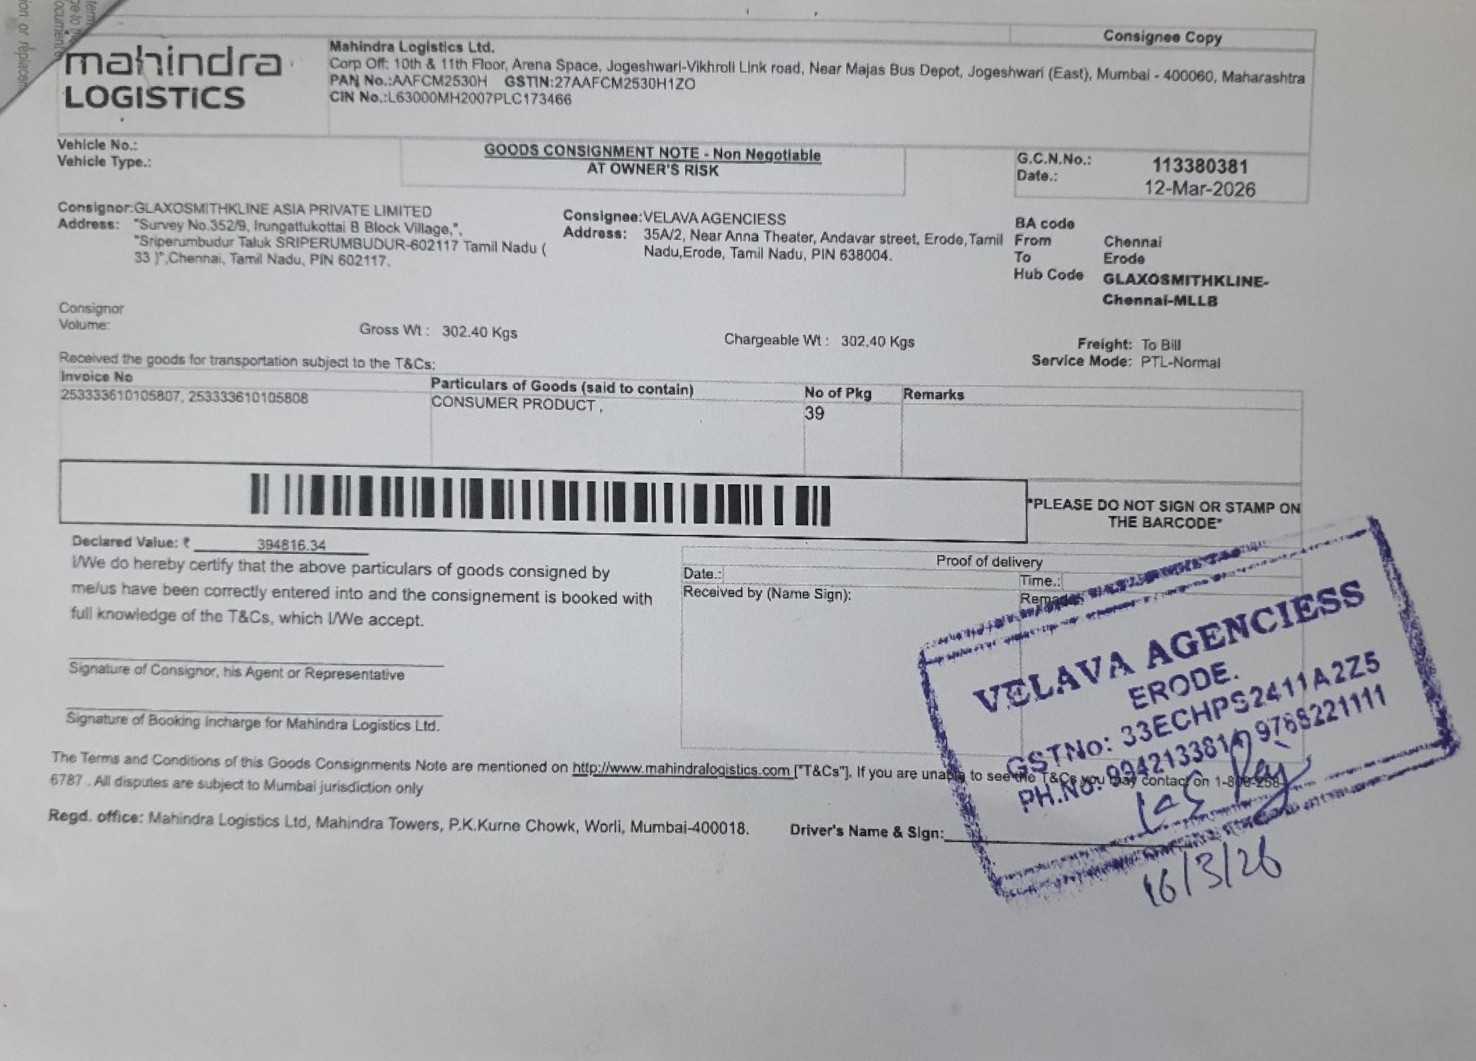 Consignee Copy
mahindra
LOGISTICS
Mahindra Logistics Ltd.
Corp Off: 10th & 11th Floor, Arena Space, Jogeshwari-Vikhroli Link road, Near Majas Bus Depot, Jogeshwari (East), Mumbai - 400060, Maharashtra
PAN No.:AAFCM2530H GSTIN:27AAFCM2530H1ZO
CIN No.:L63000MH2007PLC173466
Vehicle No.:
Vehicle Type.:
GOODS CONSIGNMENT NOTE - Non Negotiable
AT OWNER'S RISK
G.C.N.No.: 113380381
Date.: 12-Mar-2026
Consignor:GLAXOSMITHKLINE ASIA PRIVATE LIMITED
Address: "Survey No.352/9, Irungattukottai B Block Village,",
"Sriperumbudur Taluk SRIPERUMBUDUR-602117 Tamil Nadu (
33 )",Chennai, Tamil Nadu, PIN 602117.
Consignee:VELAVA AGENCIESS
Address: 35A/2, Near Anna Theater, Andavar street, Erode,Tamil
Nadu,Erode, Tamil Nadu, PIN 638004.
BA code
From Chennai
To Erode
Hub Code GLAXOSMITHKLINE-
Chennai-MLLB
Consignor
Volume:
Gross Wt : 302.40 Kgs
Chargeable Wt : 302.40 Kgs
Freight: To Bill
Service Mode: PTL-Normal
Received the goods for transportation subject to the T&Cs:
Invoice No Particulars of Goods (said to contain) No of Pkg Remarks
253333610105807, 253333610105808 CONSUMER PRODUCT , 39
*PLEASE DO NOT SIGN OR STAMP ON
THE BARCODE*
Declared Value: ₹ 394816.34
I/We do hereby certify that the above particulars of goods consigned by
me/us have been correctly entered into and the consignement is booked with
full knowledge of the T&Cs, which I/We accept.
Proof of delivery
Date.: Time.:
Received by (Name Sign): Remarks
Signature of Consignor, his Agent or Representative
Signature of Booking Incharge for Mahindra Logistics Ltd.
VELAVA AGENCIESS
ERODE.
GSTNo: 33ECHPS2411A2Z5
PH.No: 9942133814, 9765221111
The Terms and Conditions of this Goods Consignments Note are mentioned on http://www.mahindralogistics.com ["T&Cs"]. If you are unable to see the T&Cs you may contact on 1-800-258-
6787 . All disputes are subject to Mumbai jurisdiction only
Regd. office: Mahindra Logistics Ltd, Mahindra Towers, P.K.Kurne Chowk, Worli, Mumbai-400018.
Driver's Name & Sign:
16/3/26